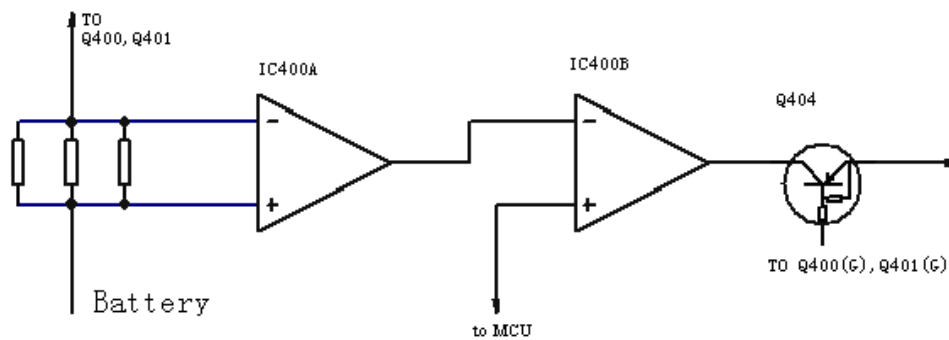 TO
Q400,Q401
IC400A
IC400B
Q404
−
−
+
+
TO Q400(G),Q401(G)
Battery
to MCU